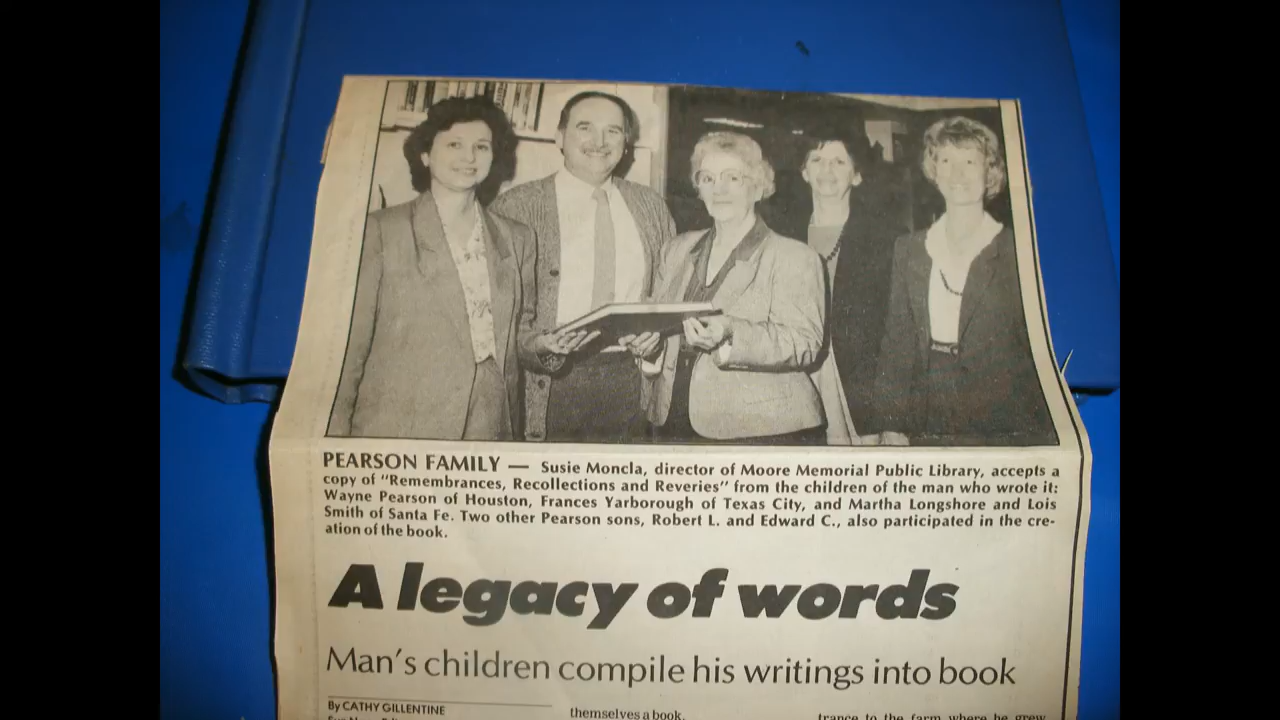 PEARSON FAMILY — Susie Moncla, director of Moore Memorial Public Library, accepts a
copy of "Remembrances, Recollections and Reveries" from the children of the man who wrote it:
Wayne Pearson of Houston, Frances Yarborough of Texas City, and Martha Longshore and Lois
Smith of Santa Fe. Two other Pearson sons, Robert L. and Edward C., also participated in the cre-
ation of the book.
A legacy of words
Man's children compile his writings into book
By CATHY GILLENTINE
themselves a book.
trance to the farm where he grew